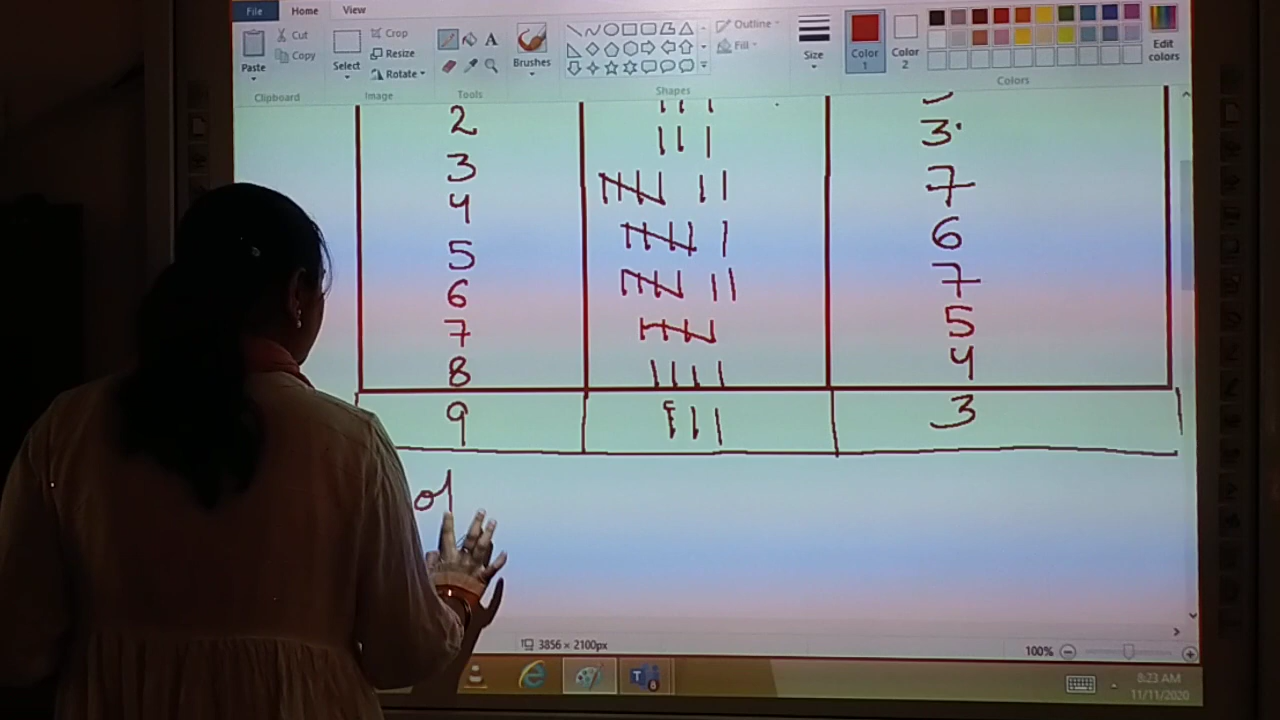 File Home View
Cut Crop Outline
Copy Resize Fill
Paste Select Rotate A Brushes Size Color 1 Color 2 Edit colors
Clipboard Image Tools Shapes Colors
2 3
3 7
4 6
5 7
6 5
7 4
8
9 3
of
3856 × 2100px 100%
8:23 AM
11/11/2020